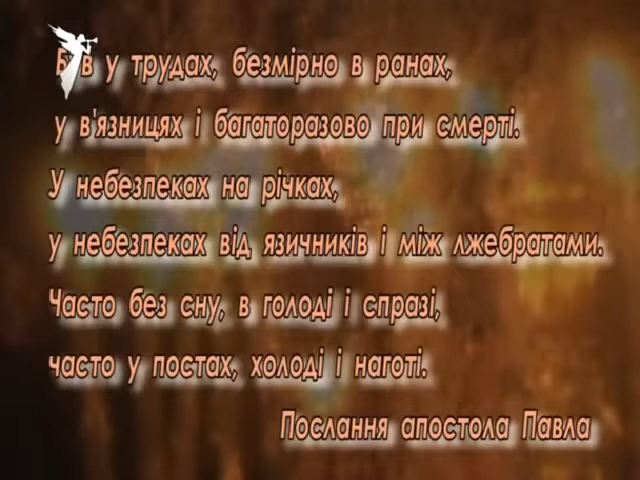 Був у трудах, безмірно в ранах,
у в'язницях і багаторазово при смерті.
У небезпеках на річках,
у небезпеках від язичників і між лжебратами.
Часто без сну, в голоді і спразі,
часто у постах, холоді і наготі.
Послання апостола Павла